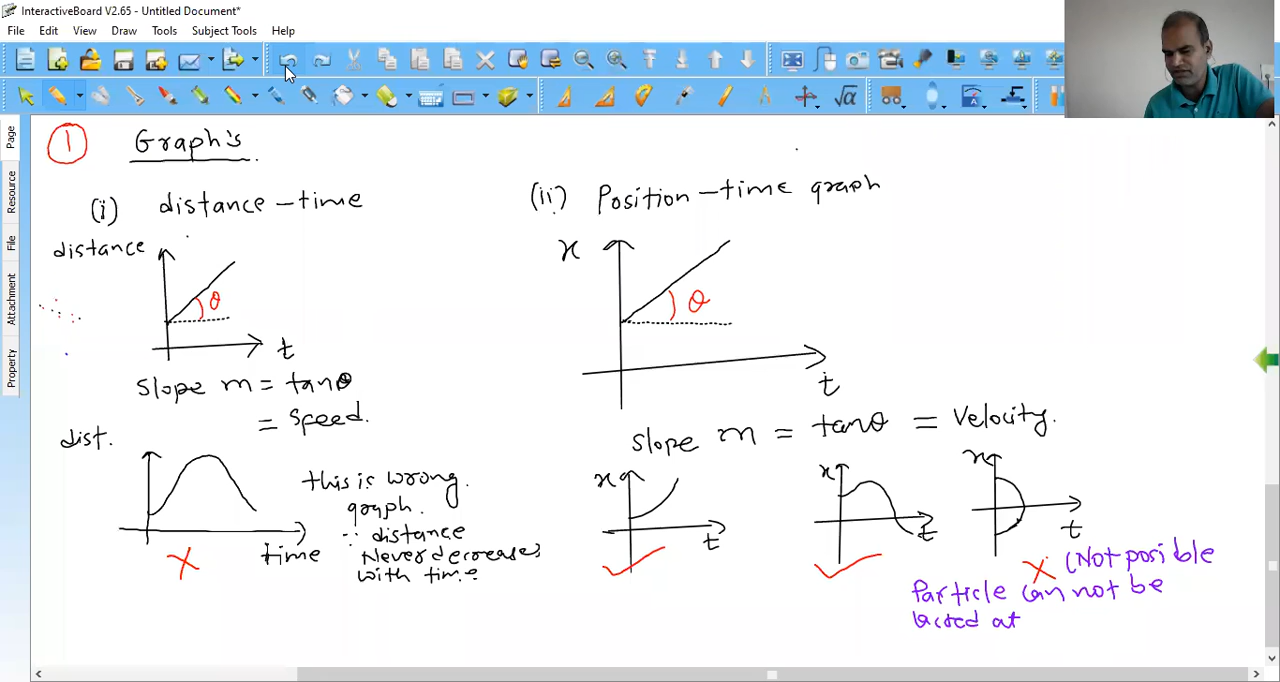 InteractiveBoard V2.65 - Untitled Document*
File Edit View Draw Tools Subject Tools Help
Page
Resource
File
Attachment
Property
1 Graph's
(i) distance - time
distance
θ
t
Slope m = tanθ
= Speed.
dist.
time
X
this is wrong
graph.
∵ distance
Never decreases
with time
(ii) Position - time graph
x
θ
t
Slope m = tanθ = Velocity.
x
t
x
t
x
t
X (Not posible
Particle can not be
lacted at